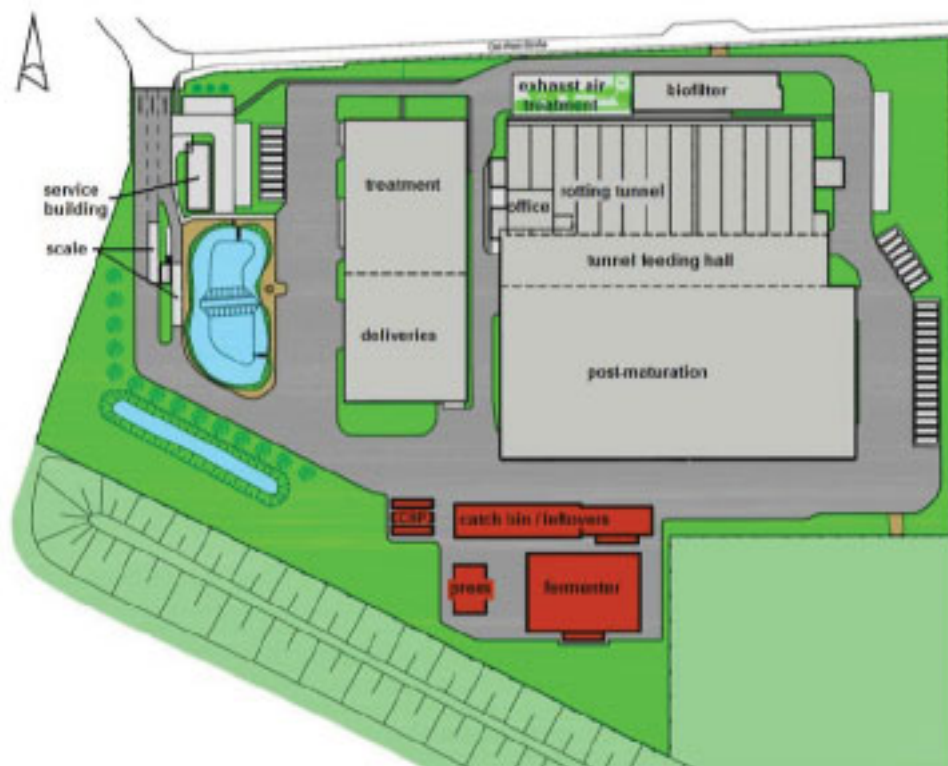 exhaust air
treatment
biofilter
treatment
service
building
rotting tunnel
office
scale
tunnel feeding hall
deliveries
post-maturation
catch bin / leftovers
press
fermenter